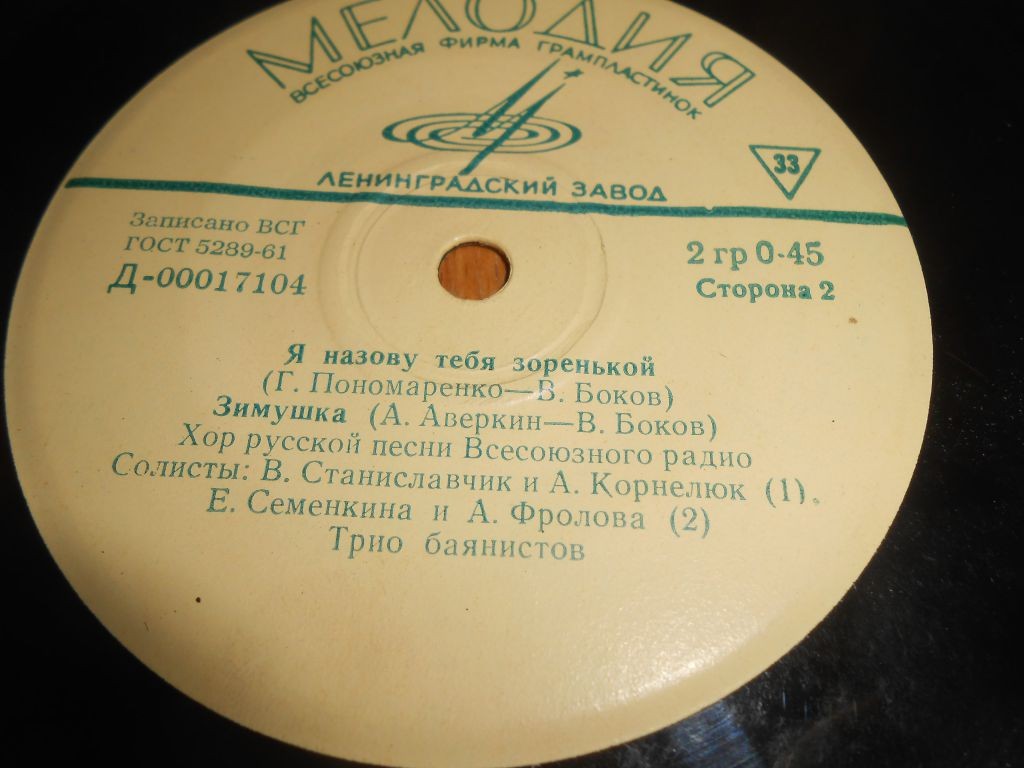 МЕЛОДИЯ
ВСЕСОЮЗНАЯ ФИРМА ГРАМПЛАСТИНОК
ЛЕНИНГРАДСКИЙ ЗАВОД
33
Записано ВСГ
ГОСТ 5289-61
Д-00017104
2 гр 0-45
Сторона 2
Я назову тебя зоренькой
(Г. Пономаренко—В. Боков)
Зимушка (А. Аверкин—В. Боков)
Хор русской песни Всесоюзного радио
Солисты: В. Станиславчик и А. Корнелюк (1),
Е. Семенкина и А. Фролова (2)
Трио баянистов